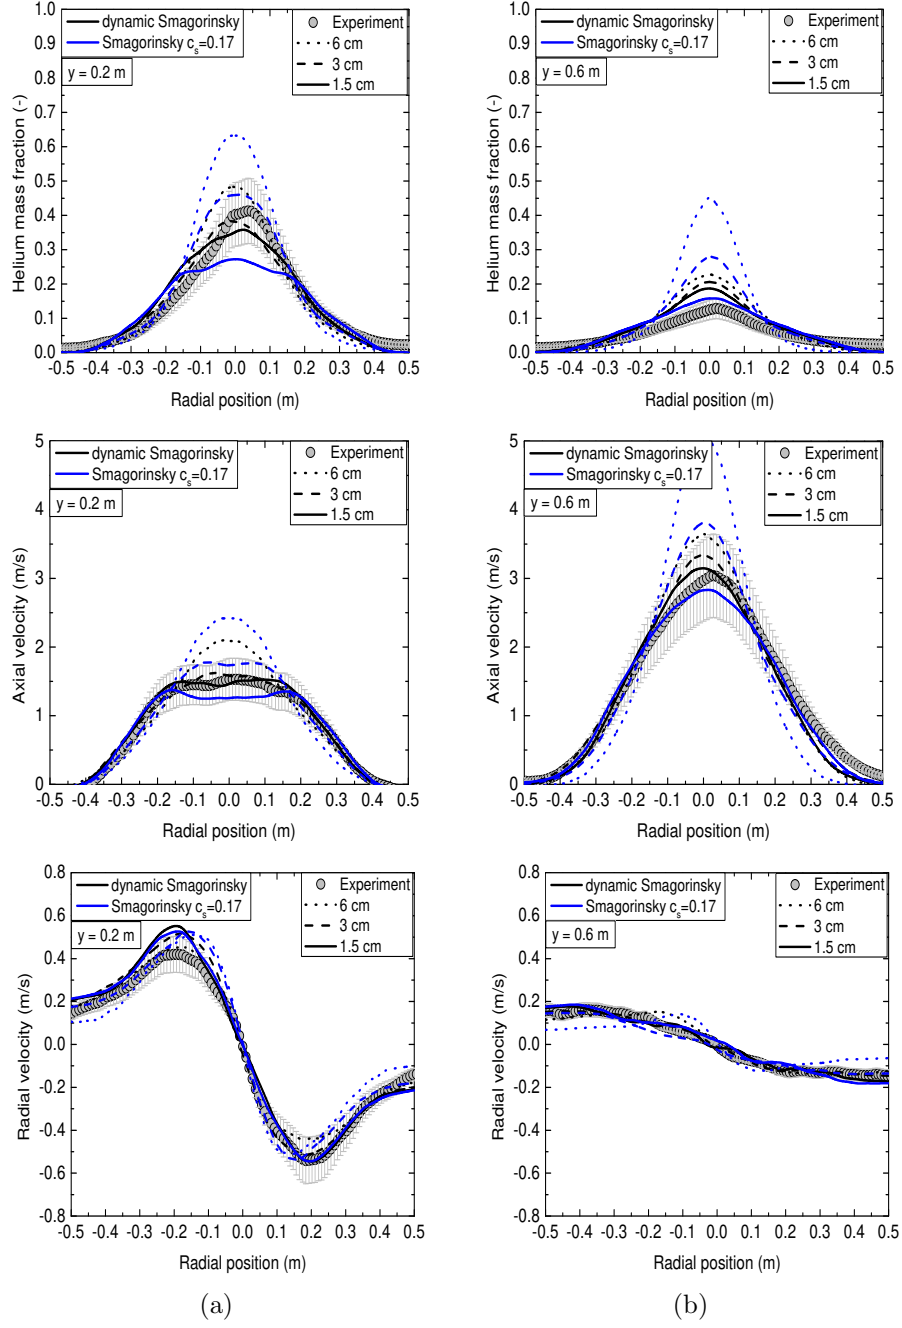 dynamic Smagorinsky
Smagorinsky cs=0.17
y = 0.2 m
Experiment
6 cm
3 cm
1.5 cm
1.0
0.9
0.8
0.7
0.6
0.5
0.4
0.3
0.2
0.1
0.0
Helium mass fraction (-)
-0.5 -0.4 -0.3 -0.2 -0.1 0.0 0.1 0.2 0.3 0.4 0.5
Radial position (m)
dynamic Smagorinsky
Smagorinsky cs=0.17
y = 0.6 m
Experiment
6 cm
3 cm
1.5 cm
1.0
0.9
0.8
0.7
0.6
0.5
0.4
0.3
0.2
0.1
0.0
Helium mass fraction (-)
-0.5 -0.4 -0.3 -0.2 -0.1 0.0 0.1 0.2 0.3 0.4 0.5
Radial position (m)
dynamic Smagorinsky
Smagorinsky cs=0.17
y = 0.2 m
Experiment
6 cm
3 cm
1.5 cm
5
4
3
2
1
0
Axial velocity (m/s)
-0.5 -0.4 -0.3 -0.2 -0.1 0.0 0.1 0.2 0.3 0.4 0.5
Radial position (m)
dynamic Smagorinsky
Smagorinsky cs=0.17
y = 0.6 m
Experiment
6 cm
3 cm
1.5 cm
5
4
3
2
1
0
Axial velocity (m/s)
-0.5 -0.4 -0.3 -0.2 -0.1 0.0 0.1 0.2 0.3 0.4 0.5
Radial position (m)
dynamic Smagorinsky
Smagorinsky cs=0.17
y = 0.2 m
Experiment
6 cm
3 cm
1.5 cm
0.8
0.6
0.4
0.2
0.0
-0.2
-0.4
-0.6
-0.8
Radial velocity (m/s)
-0.5 -0.4 -0.3 -0.2 -0.1 0.0 0.1 0.2 0.3 0.4 0.5
Radial position (m)
dynamic Smagorinsky
Smagorinsky cs=0.17
y = 0.6 m
Experiment
6 cm
3 cm
1.5 cm
0.8
0.6
0.4
0.2
0.0
-0.2
-0.4
-0.6
-0.8
Radial velocity (m/s)
-0.5 -0.4 -0.3 -0.2 -0.1 0.0 0.1 0.2 0.3 0.4 0.5
Radial position (m)
(a)
(b)